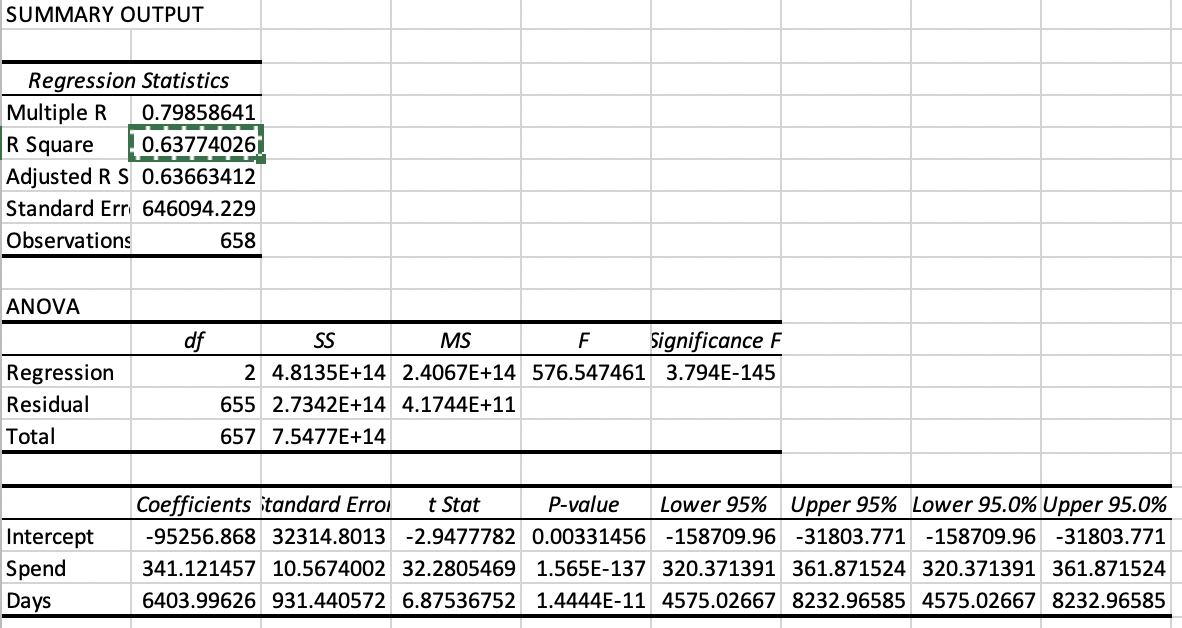 SUMMARY OUTPUT
Regression Statistics
Multiple R 0.79858641
R Square 0.63774026
Adjusted R S 0.63663412
Standard Err 646094.229
Observations 658
ANOVA
df SS MS F Significance F
Regression 2 4.8135E+14 2.4067E+14 576.547461 3.794E-145
Residual 655 2.7342E+14 4.1744E+11
Total 657 7.5477E+14
Coefficients Standard Error t Stat P-value Lower 95% Upper 95% Lower 95.0% Upper 95.0%
Intercept -95256.868 32314.8013 -2.9477782 0.00331456 -158709.96 -31803.771 -158709.96 -31803.771
Spend 341.121457 10.5674002 32.2805469 1.565E-137 320.371391 361.871524 320.371391 361.871524
Days 6403.99626 931.440572 6.87536752 1.4444E-11 4575.02667 8232.96585 4575.02667 8232.96585